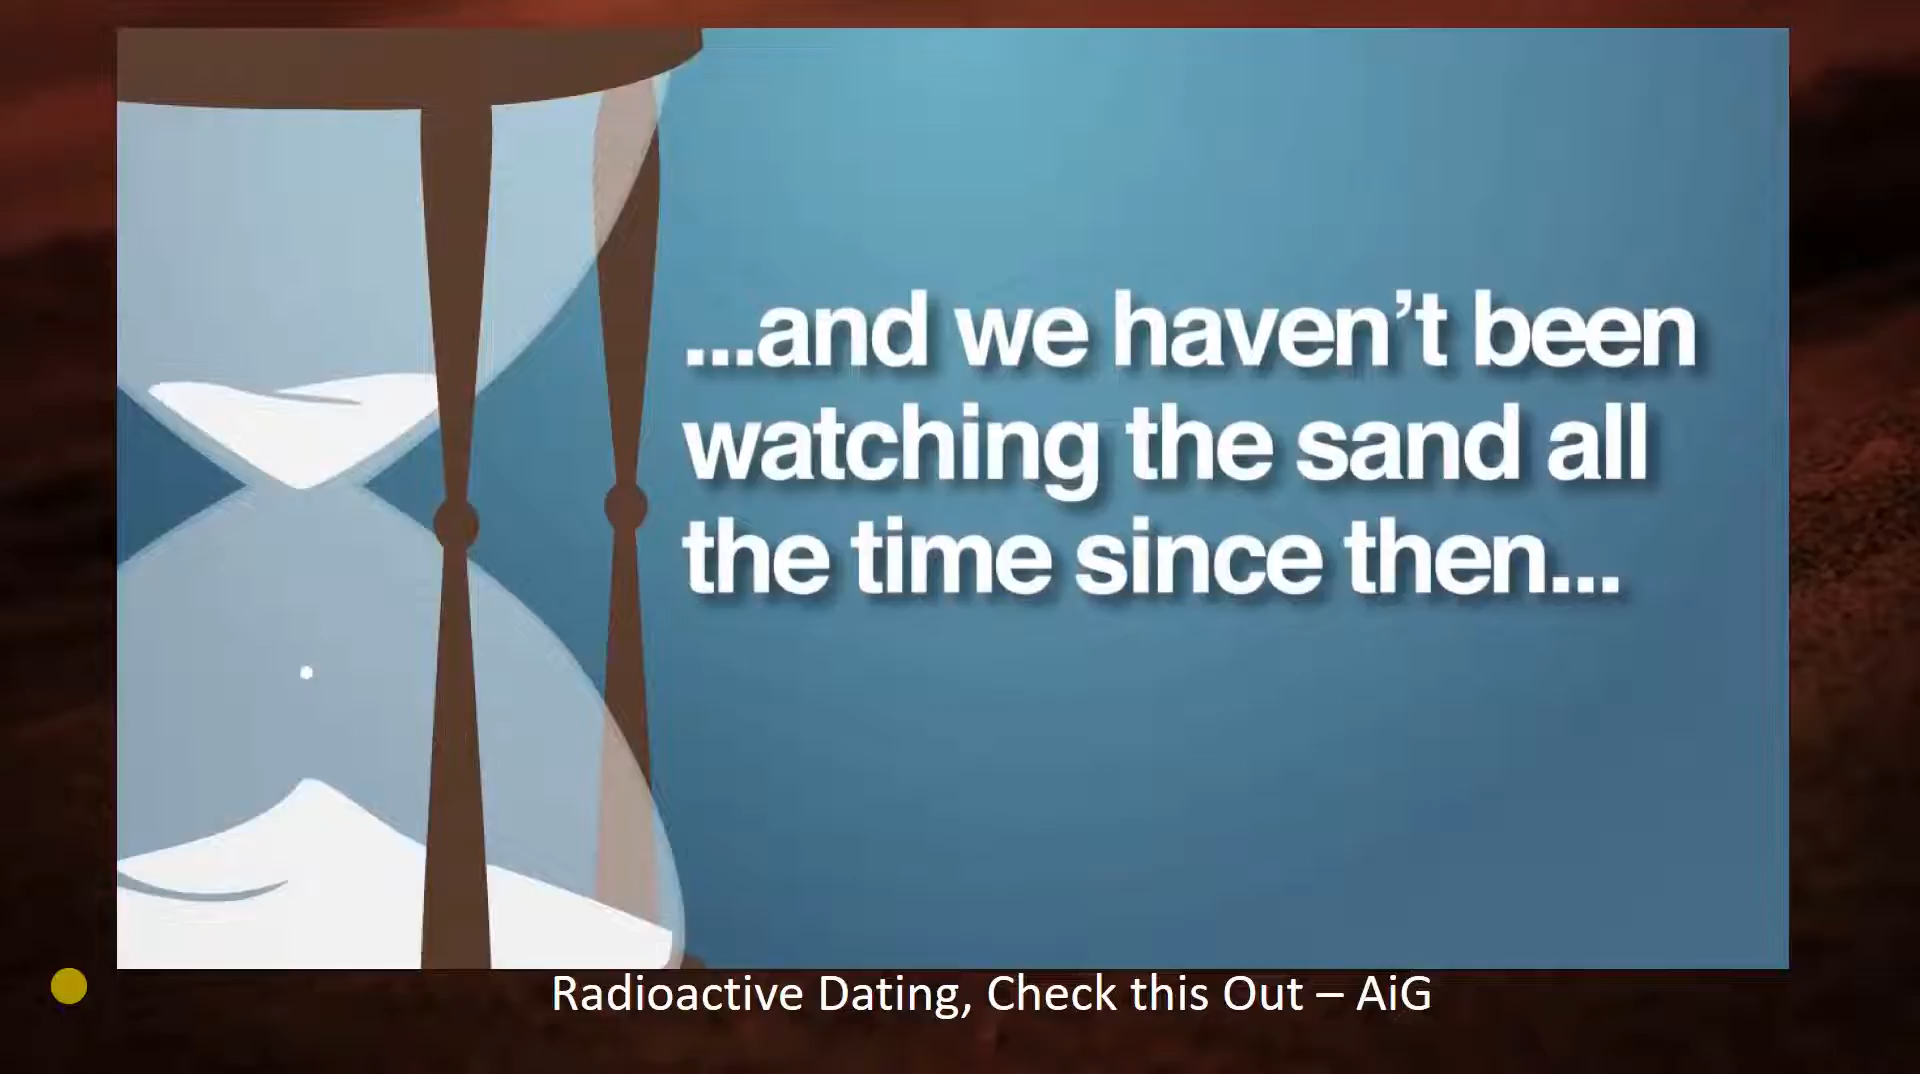 ...and we haven’t been
watching the sand all
the time since then...
Radioactive Dating, Check this Out – AiG